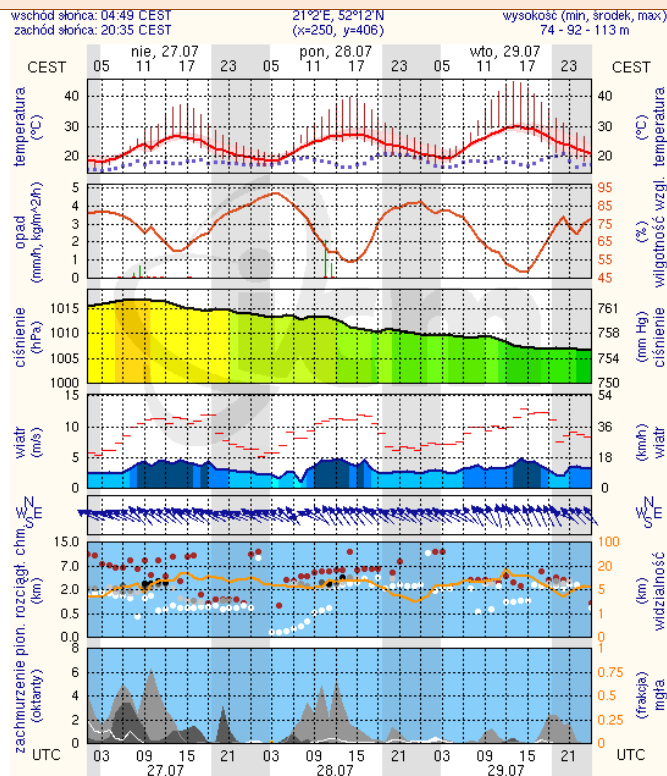 wschód słońca: 04:49 CEST 21°2'E, 52°12'N wysokość (min, środek, max)
zachód słońca: 20:35 CEST (x=250, y=406) 74 - 92 - 113 m
nie, 27.07 pon, 28.07 wto, 29.07
CEST 05 11 23 05 11 23 05 11 23 CEST
temperatura (°C)
40
30
20
40
30
20
(°C) temperatura
opad (mm/h, kg/m^2/h)
5
4
3
2
1
0
95
85
75
65
55
45
(%) wilgotność wzgl.
ciśnienie (hPa)
1015
1010
1005
1000
761
758
754
750
(mm Hg) ciśnienie
wiatr (m/s)
15
10
5
0
54
36
18
0
(km/h) wiatr
N
W E
S
N
W E
S
pion. rozciągł. chm. (km)
15.0
7.0
2.0
0.5
0.0
100
20
5
1
0
(km) widzialność
zachmurzenie (oktanty)
8
6
4
2
0
1
0.75
0.5
0.25
0
(frakcja) mgła
UTC 03 09 15 21 03 09 15 21 03 09 15 21 UTC
27.07 28.07 29.07